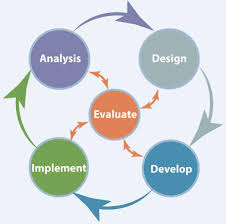 Analysis
Design
Evaluate
Implement
Develop